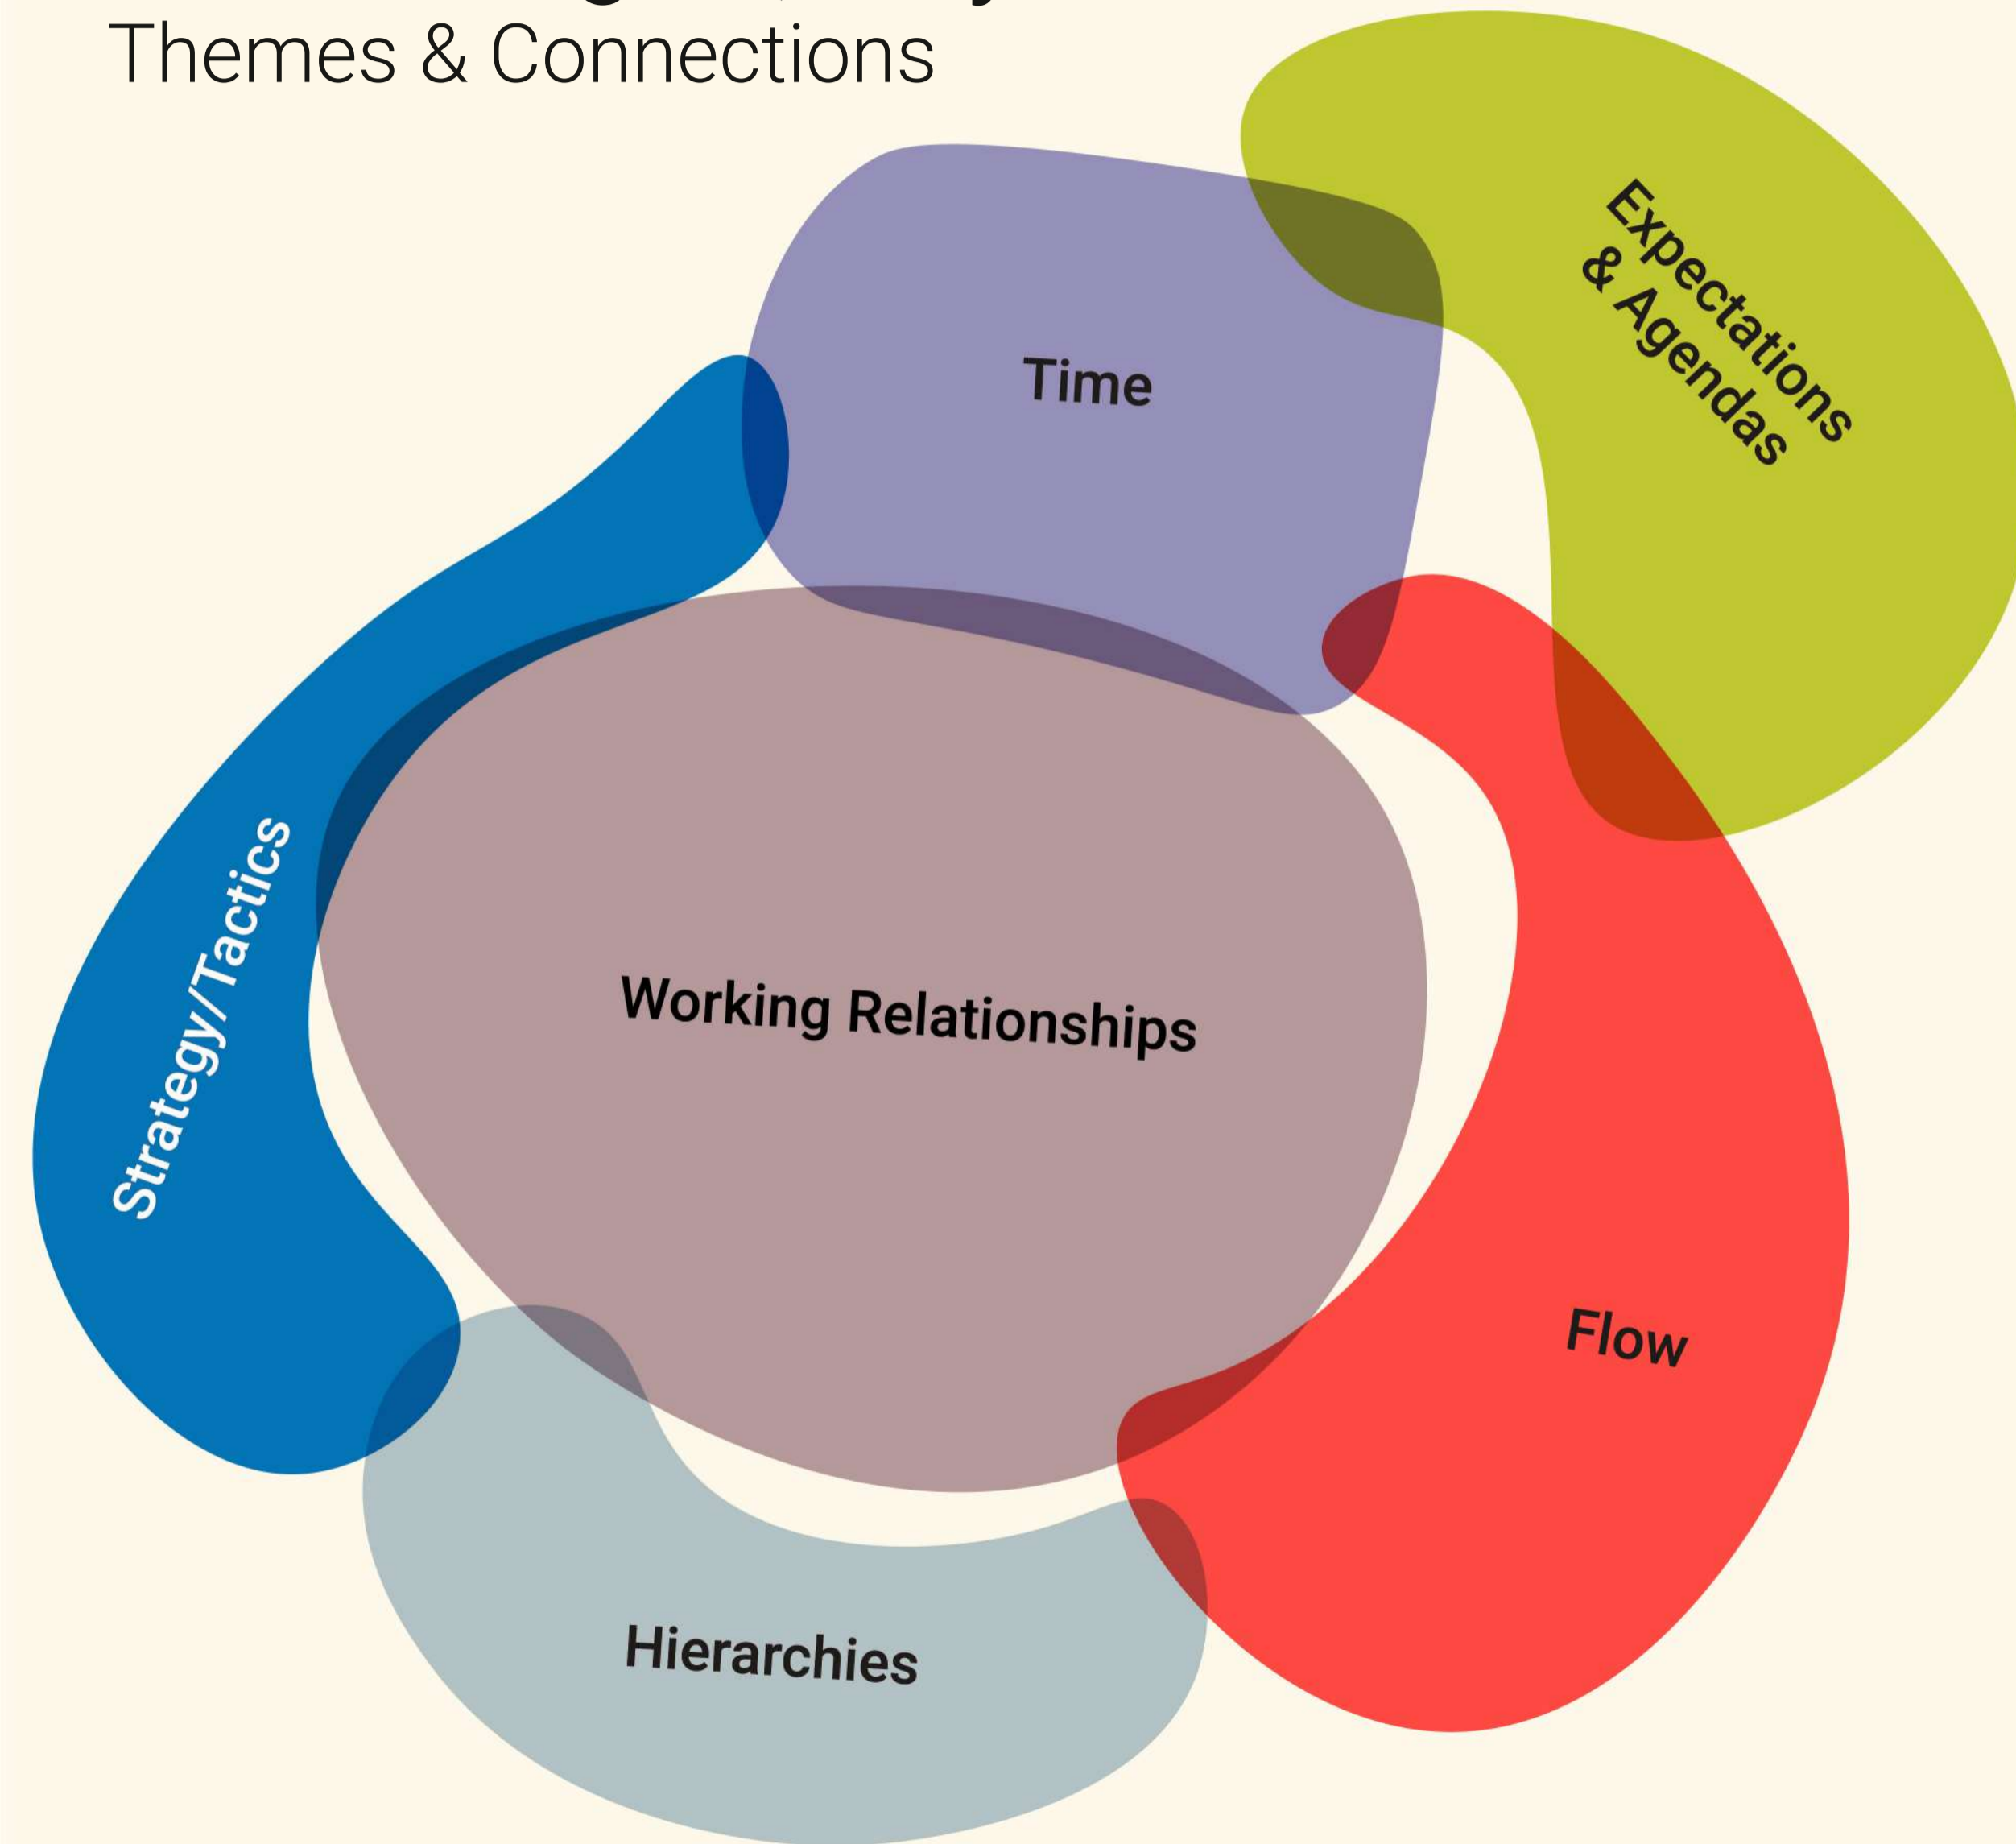 Themes & Connections
Expectations
& Agendas
Time
Strategy/Tactics
Working Relationships
Flow
Hierarchies